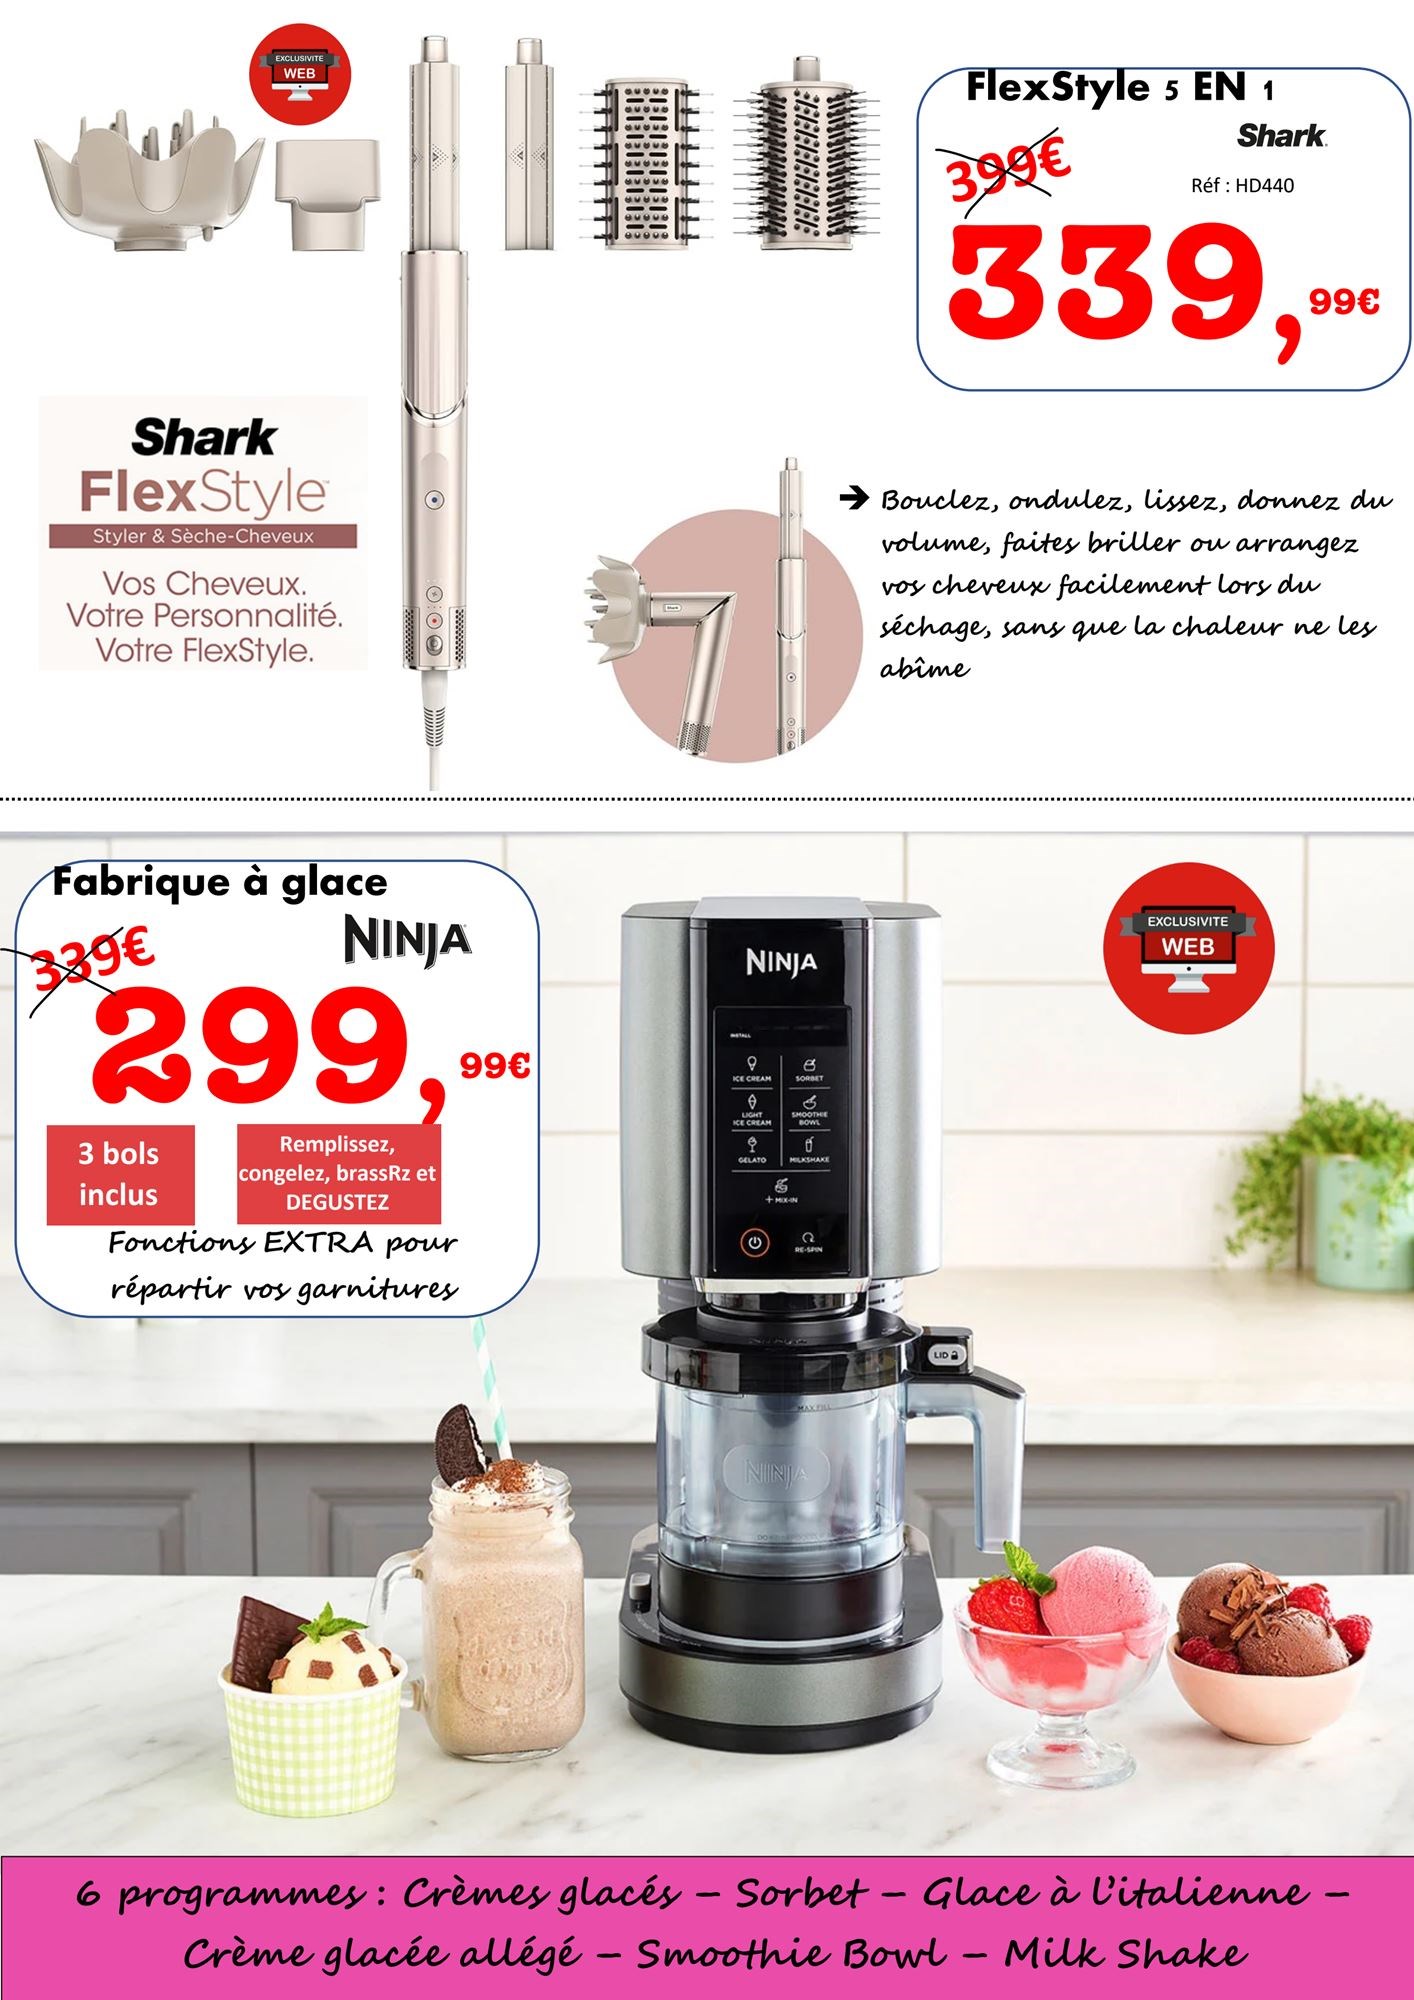 EXCLUSIVITE
WEB
FlexStyle 5 EN 1
399€
Shark
Réf : HD440
339,99€
Shark
FlexStyle
Styler & Sèche-Cheveux
Vos Cheveux.
Votre Personnalité.
Votre FlexStyle.
Shark
➔ Bouclez, ondulez, lissez, donnez du
volume, faites briller ou arrangez
vos cheveux facilement lors du
séchage, sans que la chaleur ne les
abîme
Fabrique à glace
NINJA
339€
299,99€
3 bols
inclus
Remplissez,
congelez, brassRz et
DEGUSTEZ
Fonctions EXTRA pour
répartir vos garnitures
EXCLUSIVITE
WEB
NINJA
INSTALL
ICE CREAM
SORBET
LIGHT
ICE CREAM
SMOOTHIE
BOWL
GELATO
MILKSHAKE
+ MIX-IN
RE-SPIN
NINJA
LID
MAX FILL
NINJA
6 programmes : Crèmes glacés – Sorbet – Glace à l'italienne –
Crème glacée allégé – Smoothie Bowl – Milk Shake